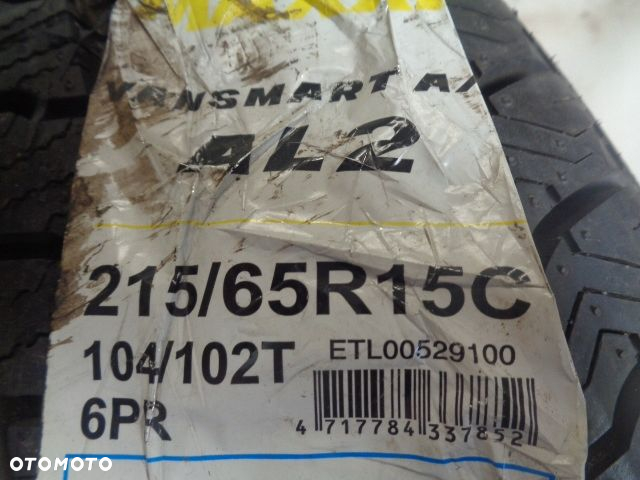 VANSMART A/
AL2
215/65R15C
104/102T
ETL00529100
6PR
4 717784 337852
OTOMOTO